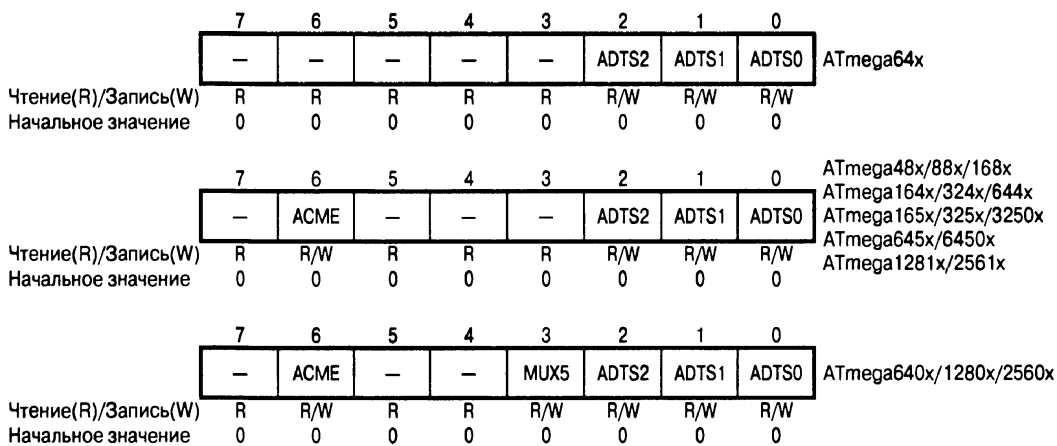 7 6 5 4 3 2 1 0
– – – – – ADTS2 ADTS1 ADTS0 ATmega64x
Чтение(R)/Запись(W) R R R R R R/W R/W R/W
Начальное значение 0 0 0 0 0 0 0 0
7 6 5 4 3 2 1 0
– ACME – – – ADTS2 ADTS1 ADTS0
ATmega48x/88x/168x
ATmega164x/324x/644x
ATmega165x/325x/3250x
ATmega645x/6450x
ATmega1281x/2561x
Чтение(R)/Запись(W) R R/W R R R R/W R/W R/W
Начальное значение 0 0 0 0 0 0 0 0
7 6 5 4 3 2 1 0
– ACME – – MUX5 ADTS2 ADTS1 ADTS0 ATmega640x/1280x/2560x
Чтение(R)/Запись(W) R R/W R R R/W R/W R/W R/W
Начальное значение 0 0 0 0 0 0 0 0